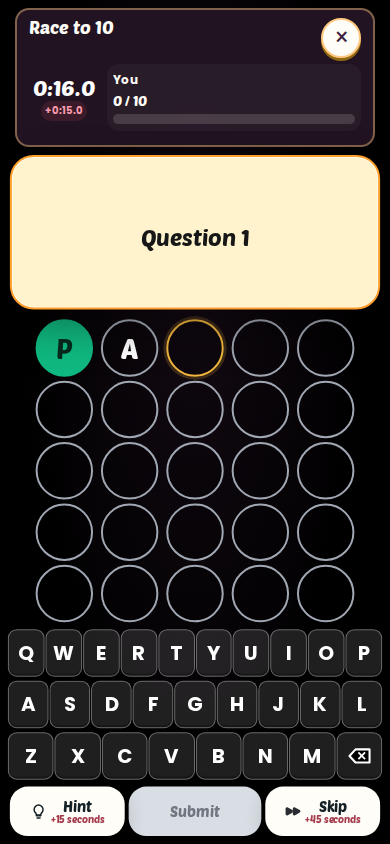 Race to 10
×
0:16.0
+0:15.0
You
0 / 10
Question 1
P A
Q W E R T Y U I O P
A S D F G H J K L
Z X C V B N M
Hint
+15 seconds
Submit
Skip
+45 seconds